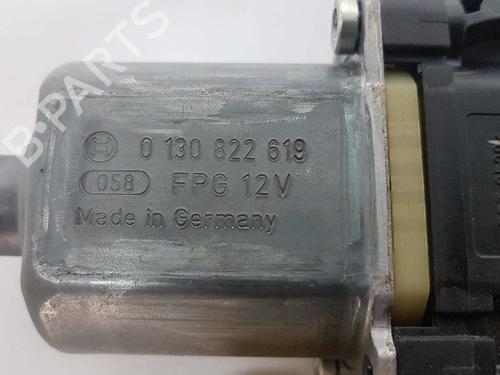 B-PARTS
0 130 822 619
058 FPG 12V
Made in Germany